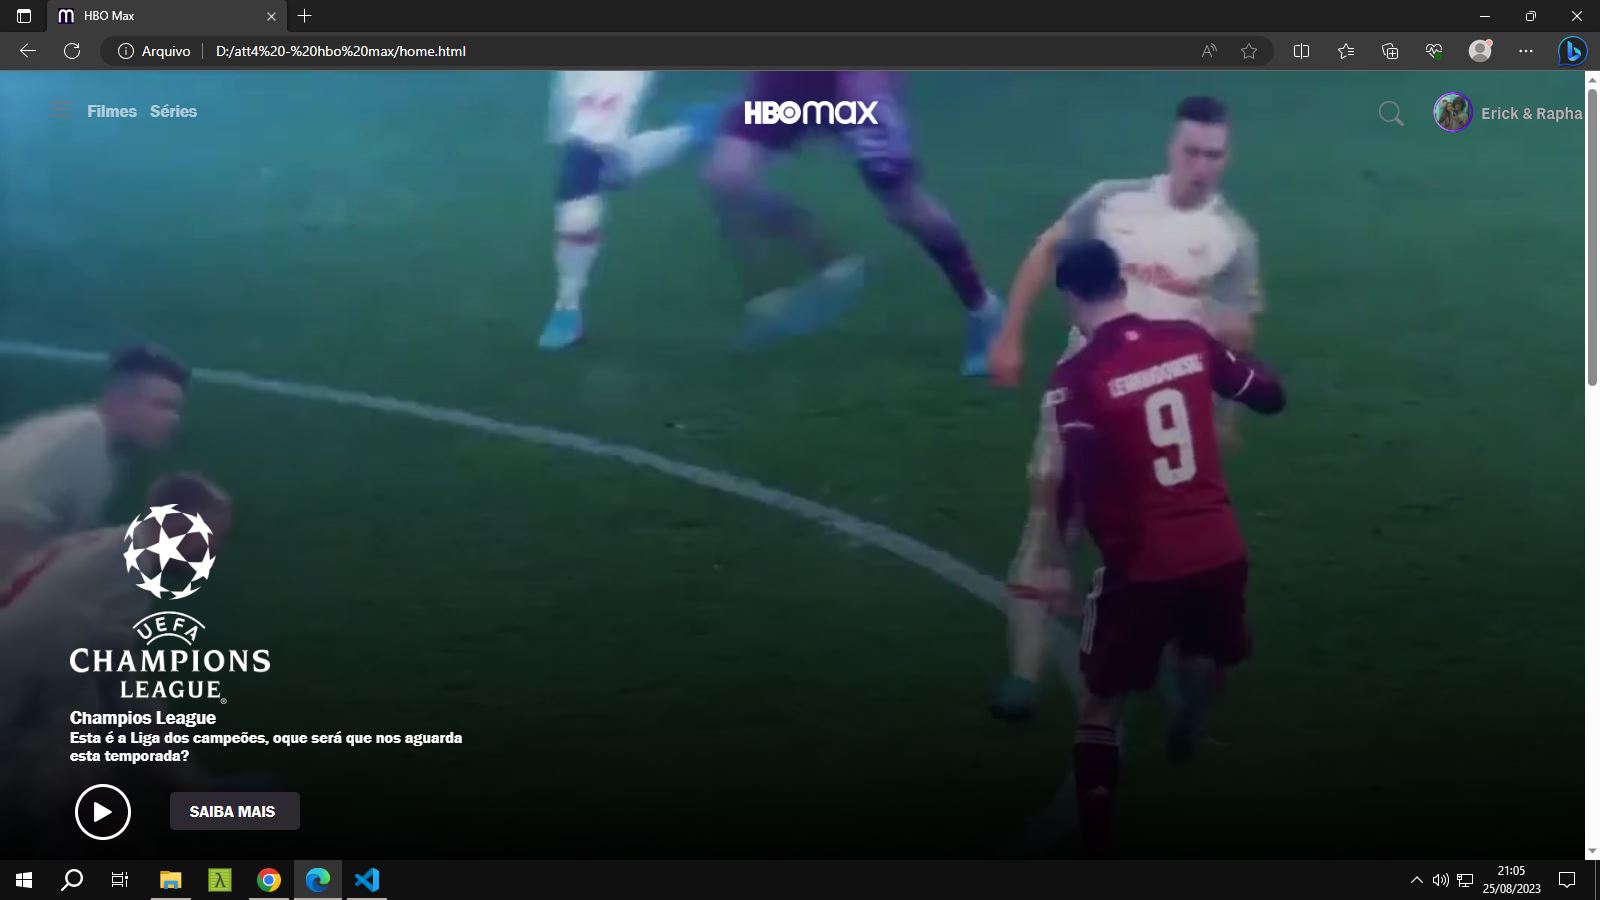 HBO Max
Arquivo
D:/att4%20-%20hbo%20max/home.html
Filmes Séries
HBOmax
Erick & Rapha
LEWANDOWSKI
9
UEFA
CHAMPIONS
LEAGUE
Champios League
Esta é a Liga dos campeões, oque será que nos aguarda
esta temporada?
SAIBA MAIS
21:05
25/08/2023